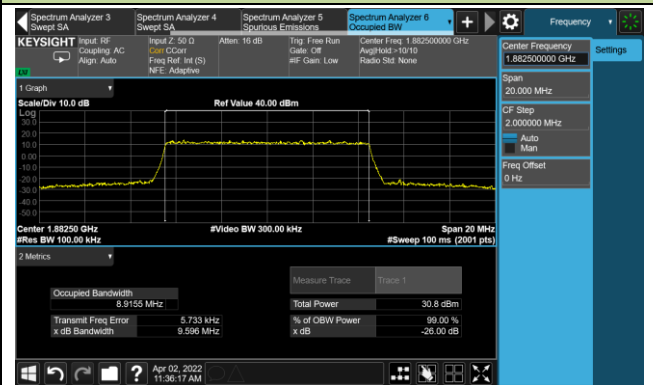 Spectrum Analyzer 3 Swept SA
Spectrum Analyzer 4 Swept SA
Spectrum Analyzer 5 Spurious Emissions
Spectrum Analyzer 6 Occupied BW
Frequency
KEYSIGHT
Input: RF
Coupling: AC
Align: Auto
Input Z: 50 Ω
Corr CCorr
Freq Ref: Int (S)
NFE: Adaptive
Atten: 16 dB
Trig: Free Run
Gate: Off
#IF Gain: Low
Center Freq: 1.882500000 GHz
Avg|Hold:>10/10
Radio Std: None
1 Graph
Scale/Div 10.0 dB
Ref Value 40.00 dBm
Log
30.0
20.0
10.0
0.00
-10.0
-20.0
-30.0
-40.0
-50.0
Center 1.88250 GHz
#Video BW 300.00 kHz
Span 20 MHz
#Res BW 100.00 kHz
#Sweep 100 ms (2001 pts)
2 Metrics
Measure Trace
Trace 1
Occupied Bandwidth
8.9155 MHz
Total Power
30.8 dBm
Transmit Freq Error
5.733 kHz
% of OBW Power
99.00 %
x dB Bandwidth
9.596 MHz
x dB
-26.00 dB
Center Frequency
1.882500000 GHz
Settings
Span
20.000 MHz
CF Step
2.000000 MHz
Auto
Man
Freq Offset
0 Hz
Apr 02, 2022
11:36:17 AM